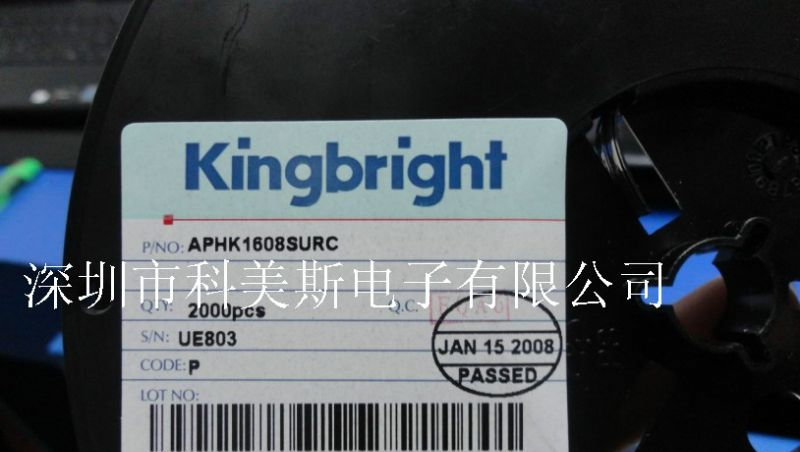 Kingbright
P/NO: APHK1608SURC
深圳市科美斯电子有限公司
Q.TY: 2000pcs Q.C:
S/N: UE803
JAN 15 2008
CODE: P
PASSED
LOT NO: